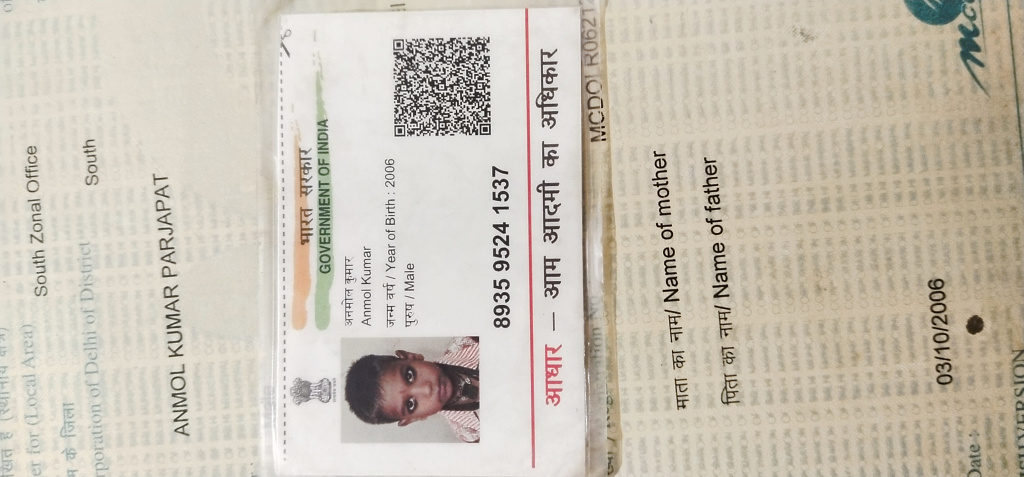 er for (Local Area) South Zonal Office
के जिला
of Delhi of District South
ANMOL KUMAR PARJAPAT
भारत सरकार
GOVERNMENT OF INDIA
अनमोल कुमार
Anmol Kumar
जन्म वर्ष / Year of Birth : 2006
पुरुष / Male
8935 9524 1537
आधार — आम आदमी का अधिकार
MCDOLR0621
माता का नाम/ Name of mother
पिता का नाम/ Name of father
03/10/2006
Date :